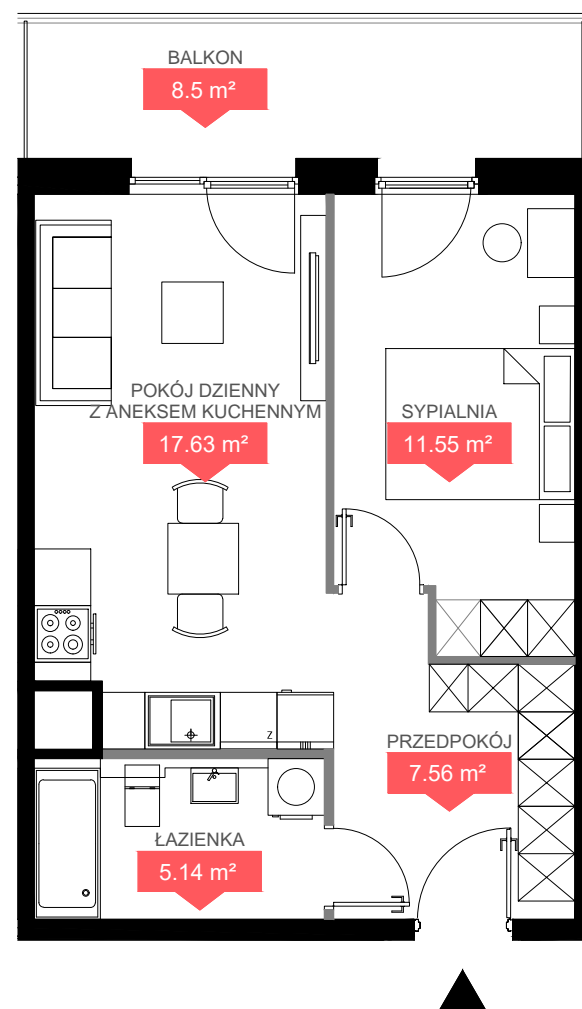 BALKON
8.5 m²
POKÓJ DZIENNY
Z ANEKSEM KUCHENNYM
17.63 m²
SYPIALNIA
11.55 m²
Z
PRZEDPOKÓJ
7.56 m²
ŁAZIENKA
5.14 m²